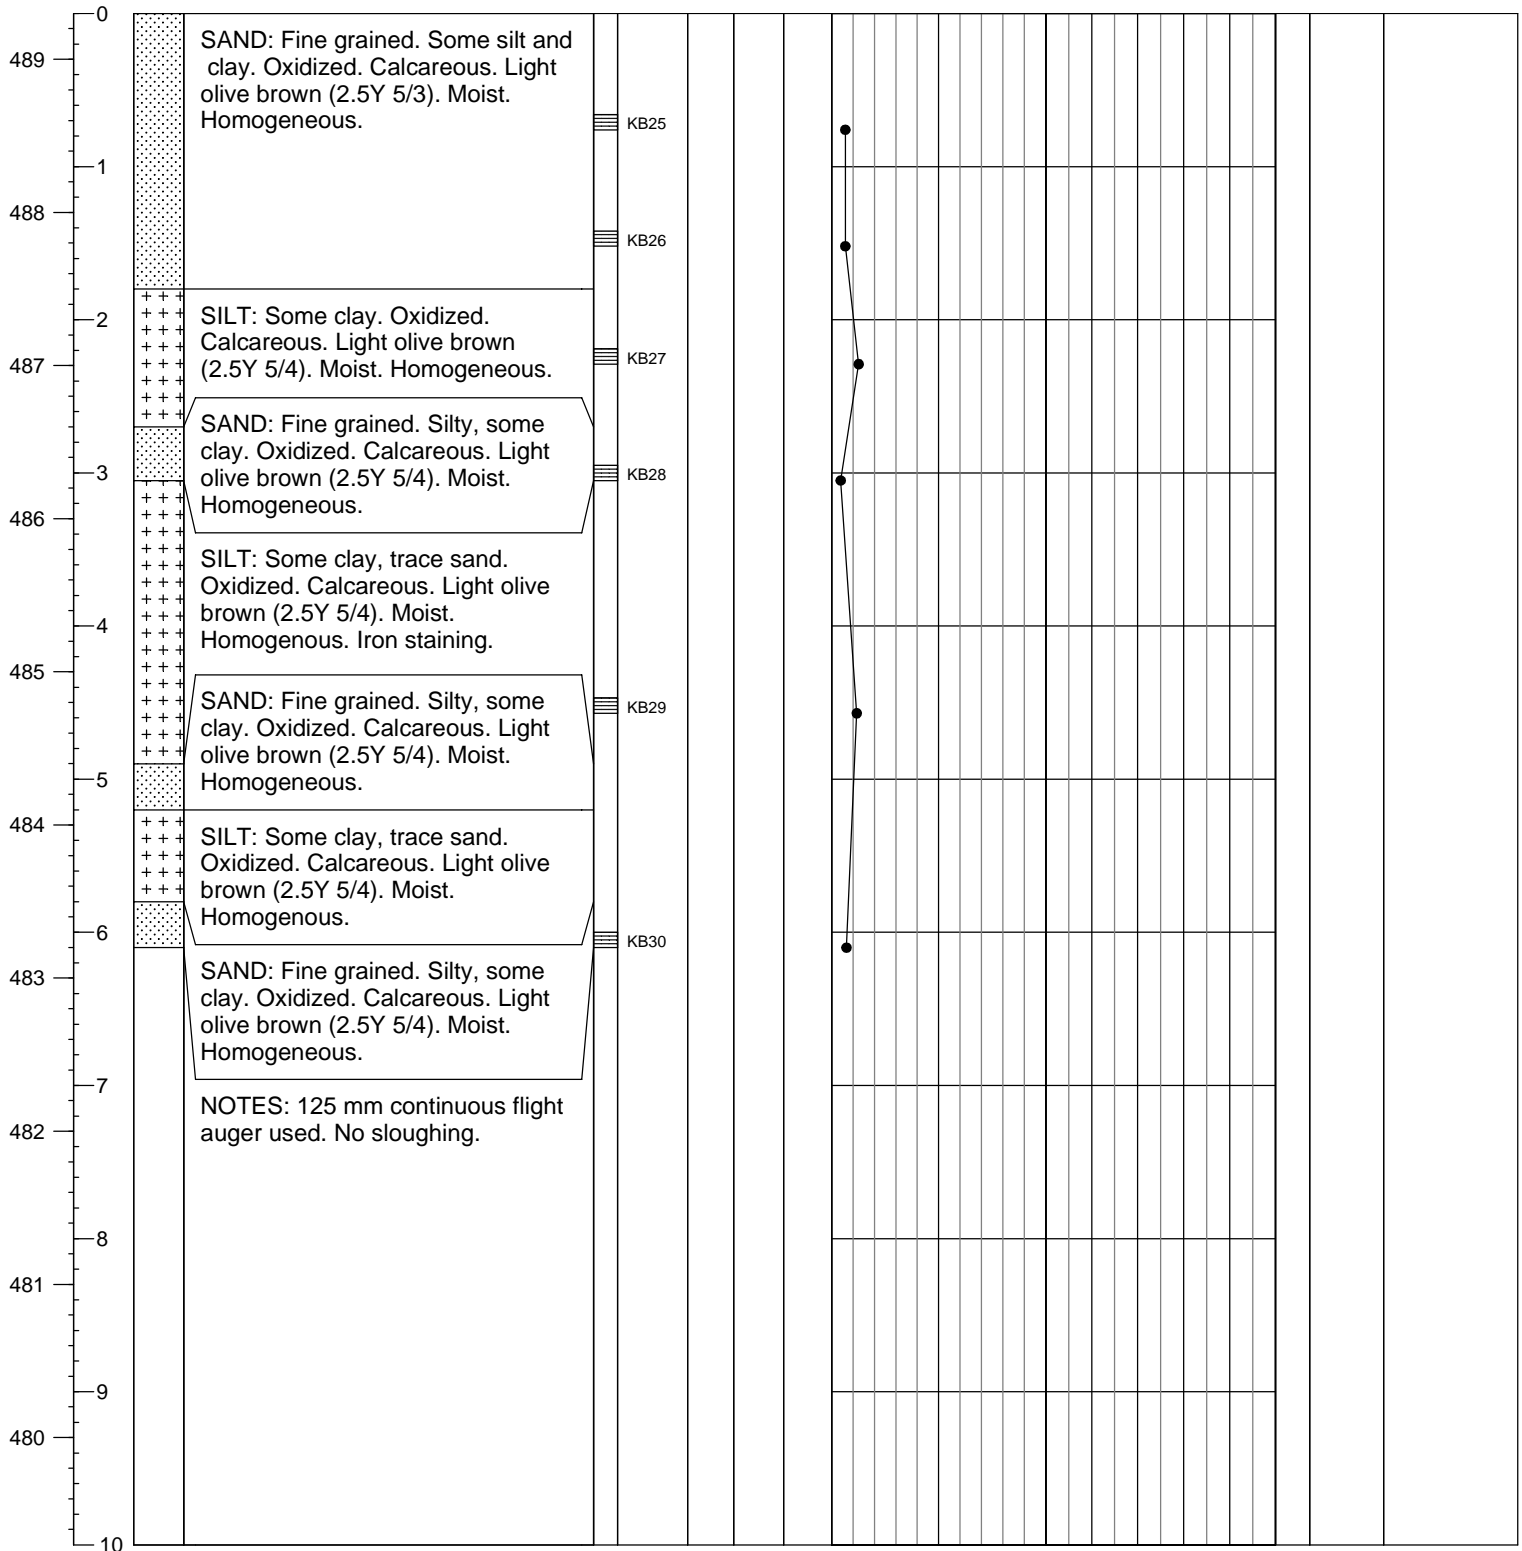 0
489
SAND: Fine grained. Some silt and
clay. Oxidized. Calcareous. Light
olive brown (2.5Y 5/3). Moist.
Homogeneous.
KB25
1
488
KB26
SILT: Some clay. Oxidized.
Calcareous. Light olive brown
(2.5Y 5/4). Moist. Homogeneous.
2
487
KB27
SAND: Fine grained. Silty, some
clay. Oxidized. Calcareous. Light
olive brown (2.5Y 5/4). Moist.
Homogeneous.
3
KB28
486
SILT: Some clay, trace sand.
Oxidized. Calcareous. Light olive
brown (2.5Y 5/4). Moist.
Homogenous. Iron staining.
4
485
SAND: Fine grained. Silty, some
clay. Oxidized. Calcareous. Light
olive brown (2.5Y 5/4). Moist.
Homogeneous.
KB29
5
484
SILT: Some clay, trace sand.
Oxidized. Calcareous. Light olive
brown (2.5Y 5/4). Moist.
Homogenous.
6
KB30
483
SAND: Fine grained. Silty, some
clay. Oxidized. Calcareous. Light
olive brown (2.5Y 5/4). Moist.
Homogeneous.
7
NOTES: 125 mm continuous flight
auger used. No sloughing.
482
8
481
9
480
10